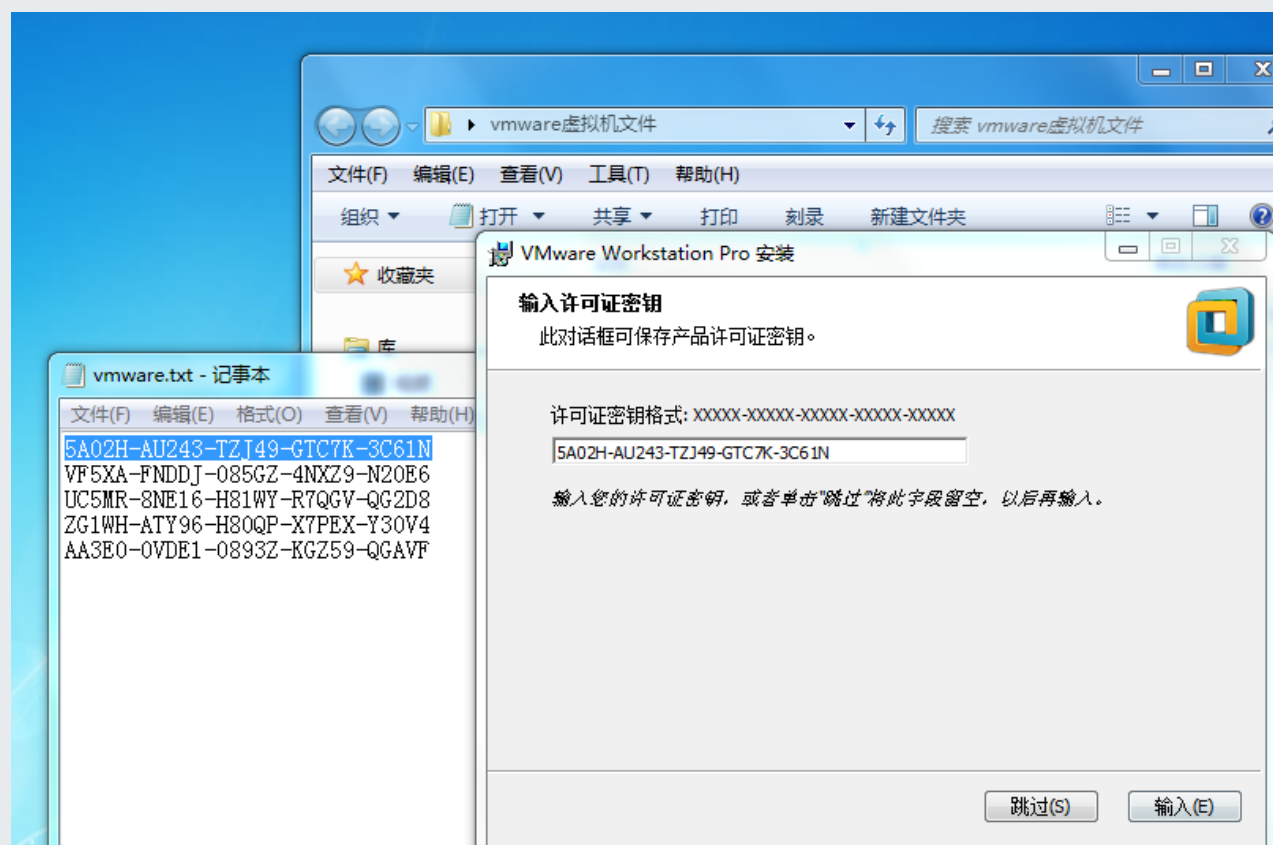 vmware虚拟机文件
搜索 vmware虚拟机文件
文件(F) 编辑(E) 查看(V) 工具(T) 帮助(H)
组织 打开 共享 打印 刻录 新建文件夹
收藏夹
库
VMware Workstation Pro 安装
输入许可证密钥
此对话框可保存产品许可证密钥。
许可证密钥格式: XXXXX-XXXXX-XXXXX-XXXXX-XXXXX
5A02H-AU243-TZJ49-GTC7K-3C61N
输入您的许可证密钥，或者单击"跳过"将此字段留空，以后再输入。
跳过(S) 输入(E)
vmware.txt - 记事本
文件(F) 编辑(E) 格式(O) 查看(V) 帮助(H)
5A02H-AU243-TZJ49-GTC7K-3C61N
VF5XA-FNDDJ-085GZ-4NXZ9-N20E6
UC5MR-8NE16-H81WY-R7QGV-QG2D8
ZG1WH-ATY96-H80QP-X7PEX-Y30V4
AA3E0-0VDE1-0893Z-KGZ59-QGAVF